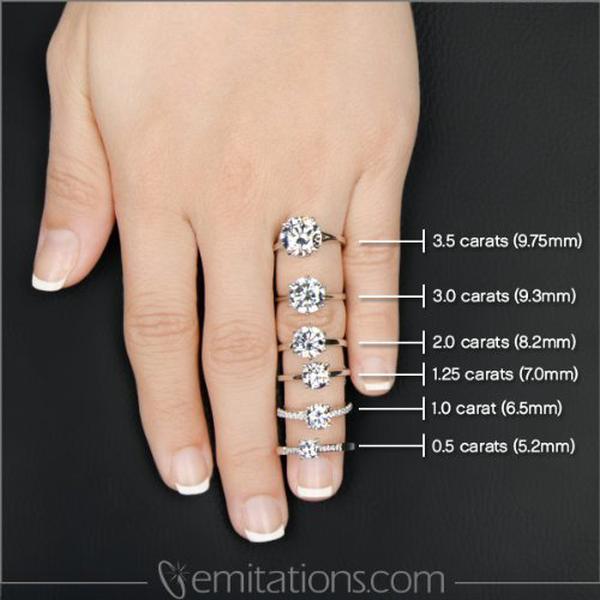 3.5 carats (9.75mm)
3.0 carats (9.3mm)
2.0 carats (8.2mm)
1.25 carats (7.0mm)
1.0 carat (6.5mm)
0.5 carats (5.2mm)
emitations.com